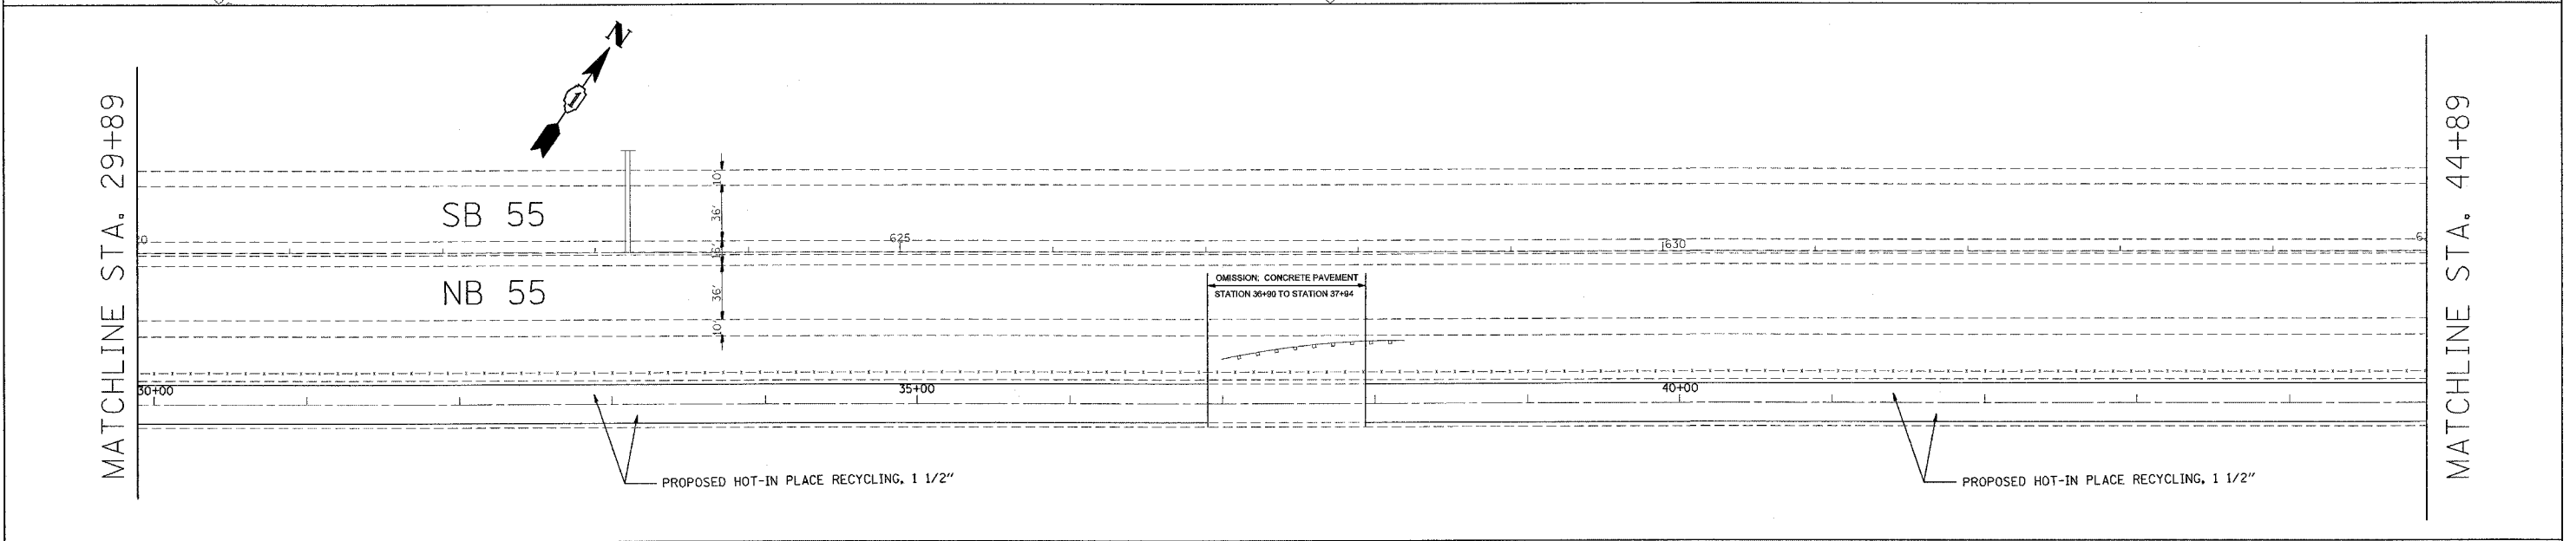 N
MATCHLINE STA. 29+89
SB 55
NB 55
10'
36'
36'
10'
625
630
OMISSION; CONCRETE PAVEMENT
STATION 36+90 TO STATION 37+94
30+00
35+00
40+00
PROPOSED HOT-IN PLACE RECYCLING, 1 1/2"
PROPOSED HOT-IN PLACE RECYCLING, 1 1/2"
MATCHLINE STA. 44+89